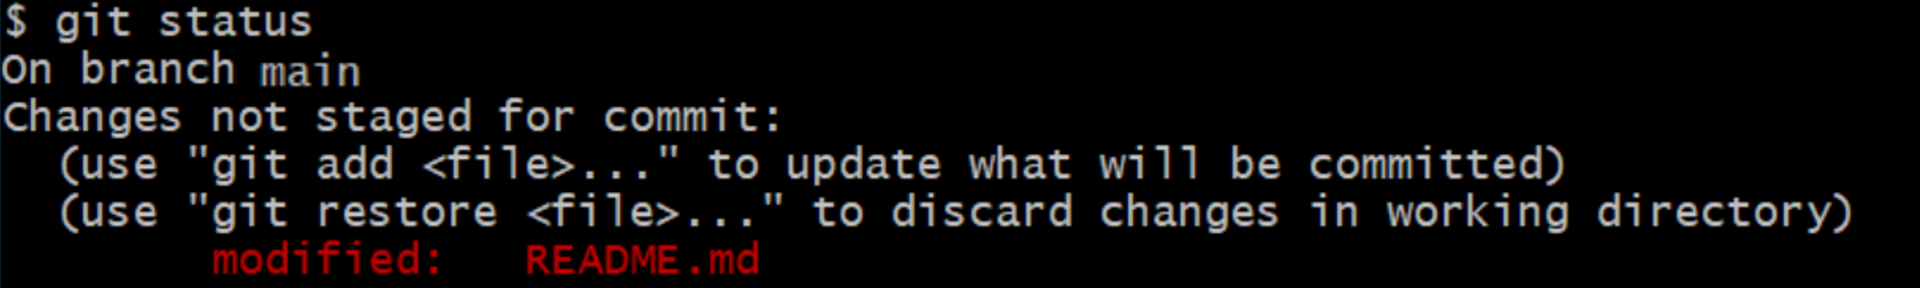 $ git status
On branch main
Changes not staged for commit:
  (use "git add <file>..." to update what will be committed)
  (use "git restore <file>..." to discard changes in working directory)
        modified:   README.md